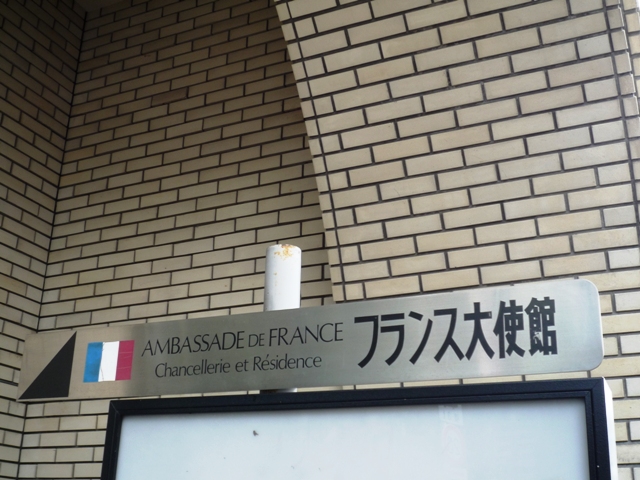 AMBASSADE DE FRANCE
Chancellerie et Résidence
フランス大使館